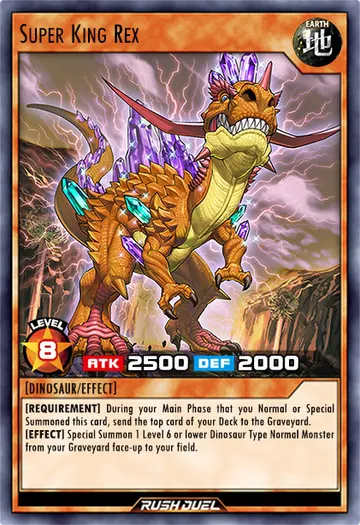 SUPER KING REX
EARTH
地
LEVEL
8
ATK 2500 DEF 2000
[DINOSAUR/EFFECT]
[REQUIREMENT] During your Main Phase that you Normal or Special
Summoned this card, send the top card of your Deck to the Graveyard.
[EFFECT] Special Summon 1 Level 6 or lower Dinosaur Type Normal Monster
from your Graveyard face-up to your field.
RUSH DUEL